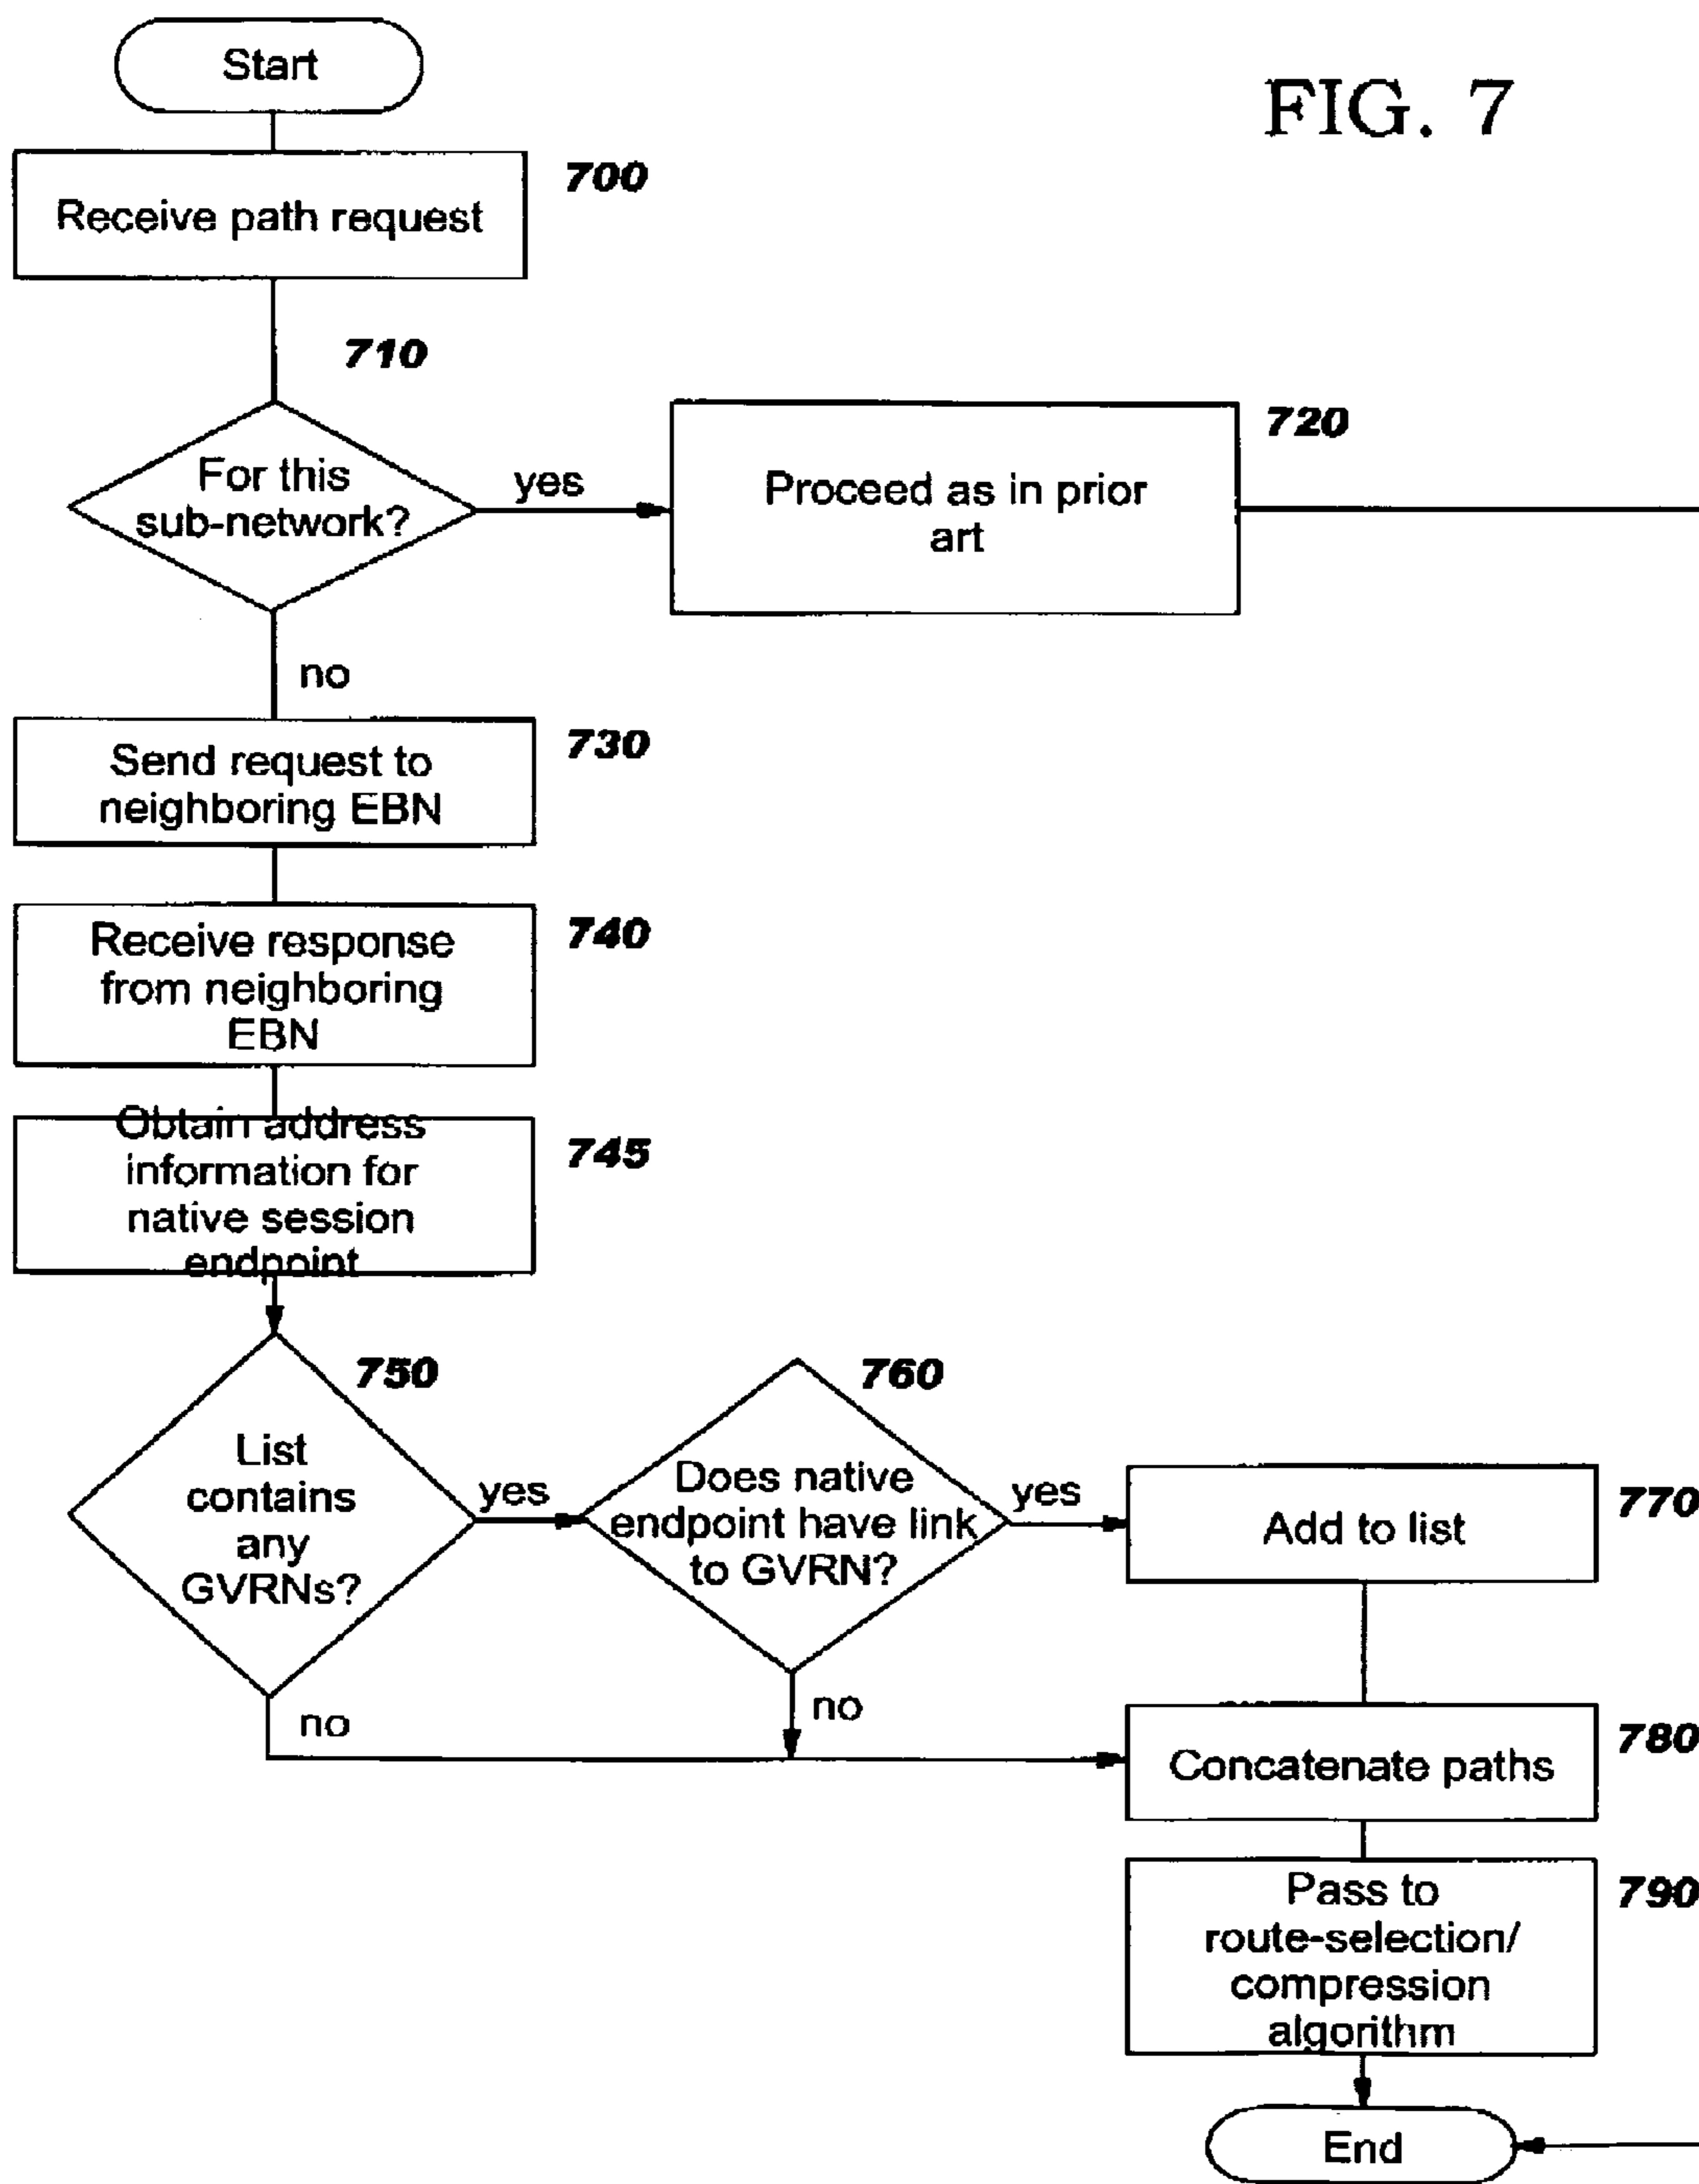 FIG. 7
Start
700
Receive path request
710
For this
sub-network?
yes
720
Proceed as in prior
art
no
730
Send request to
neighboring EBN
740
Receive response
from neighboring
EBN
745
Obtain address
information for
native session
endpoint
750
List
contains
any
GVRNs?
yes
760
Does native
endpoint have link
to GVRN?
yes
770
Add to list
no
no
780
Concatenate paths
790
Pass to
route-selection/
compression
algorithm
End